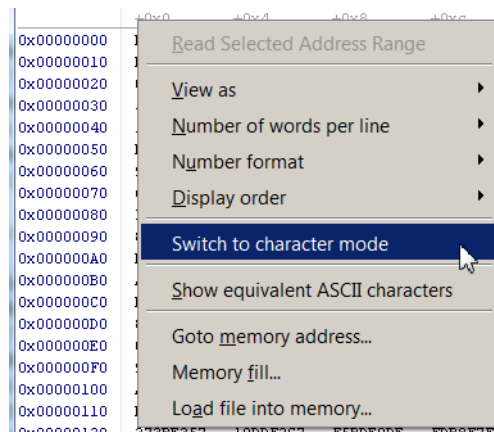 +0x0 +0x4 +0x8 +0xc
0x00000000
Read Selected Address Range
0x00000010
0x00000020
View as
0x00000030
0x00000040
Number of words per line
0x00000050
Number format
0x00000060
0x00000070
Display order
0x00000080
0x00000090
Switch to character mode
0x000000A0
0x000000B0
Show equivalent ASCII characters
0x000000C0
0x000000D0
Goto memory address...
0x000000E0
0x000000F0
Memory fill...
0x00000100
0x00000110
Load file into memory...
0x00000120